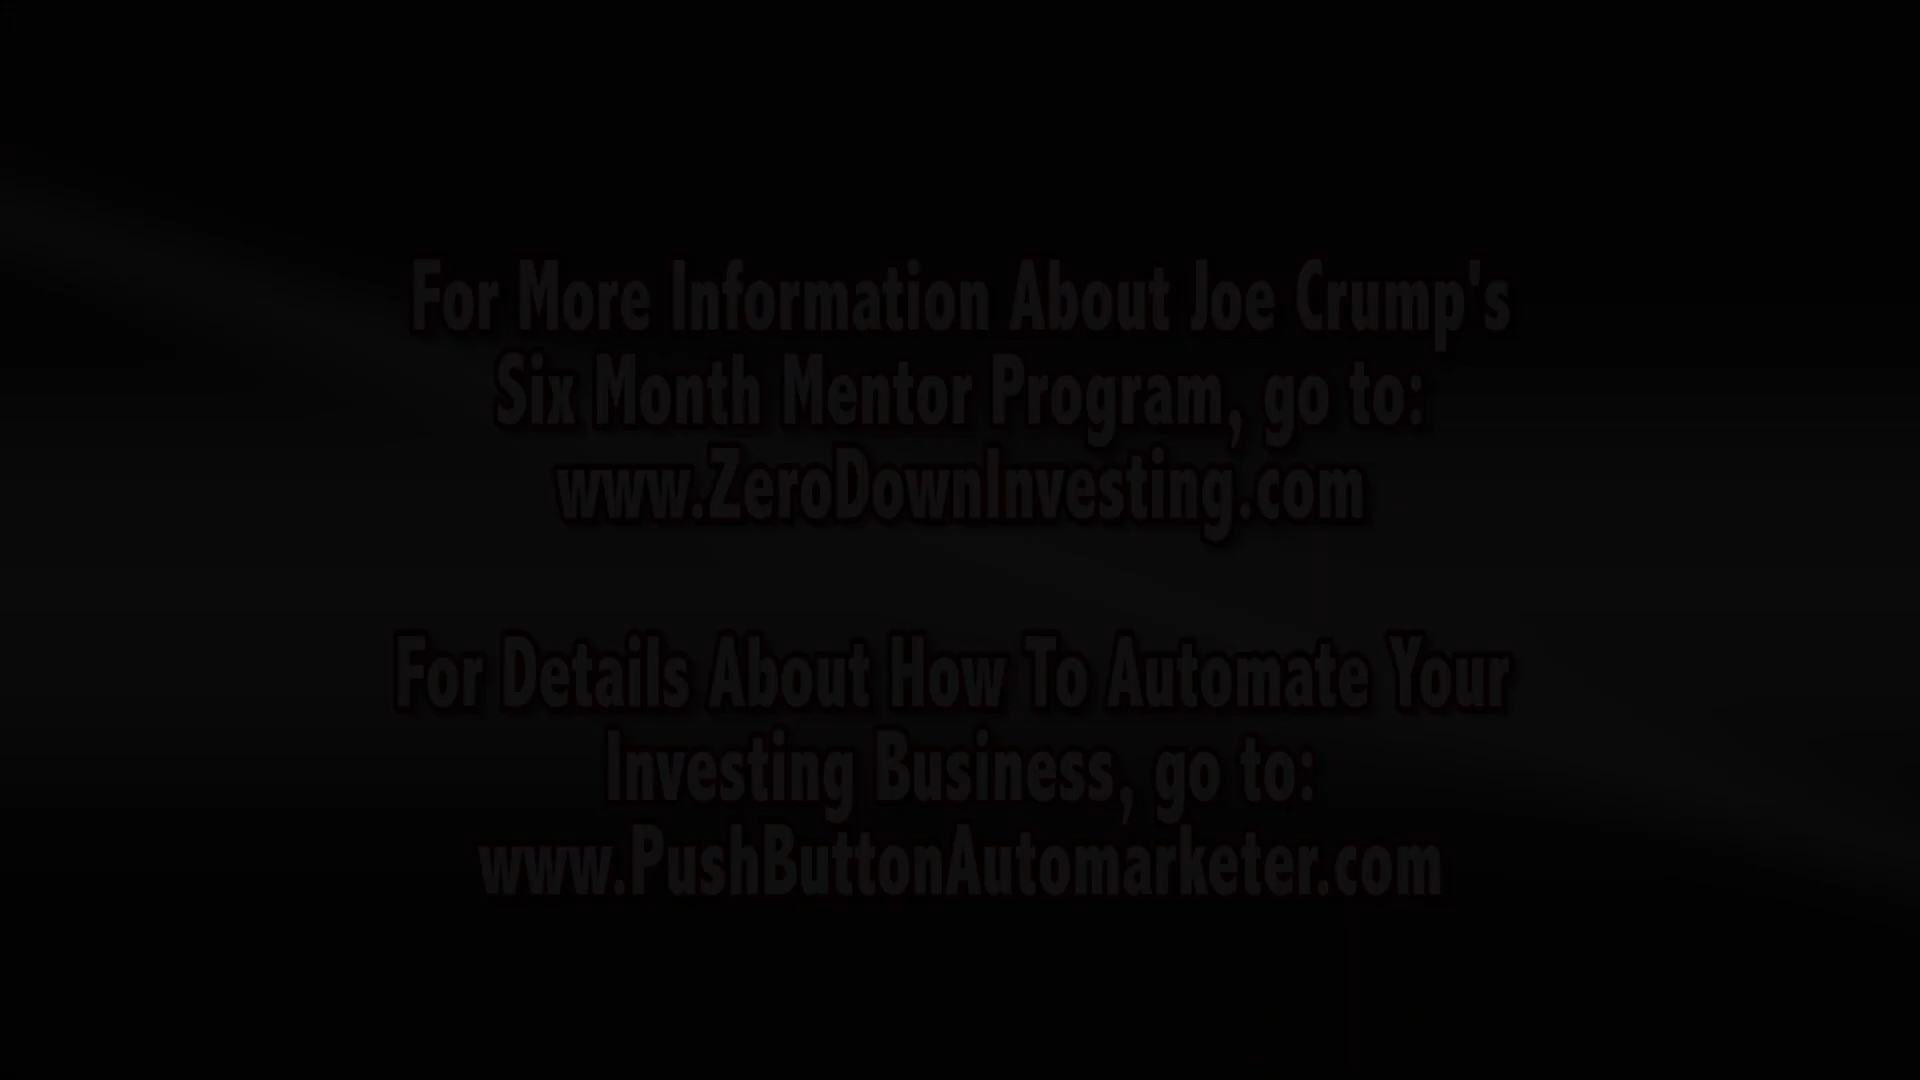 For More Information About Joe Crump's
Six Month Mentor Program, go to:
www.ZeroDownInvesting.com
For Details About How To Automate Your
Investing Business, go to:
www.PushButtonAutomarketer.com